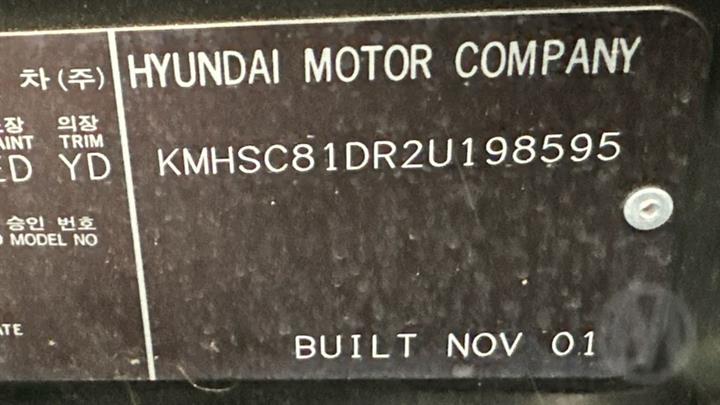 차(주) HYUNDAI MOTOR COMPANY
장 의장
AINT TRIM
ED YD KMHSC81DR2U198595
승인 번호
MODEL NO
ATE
BUILT NOV 01